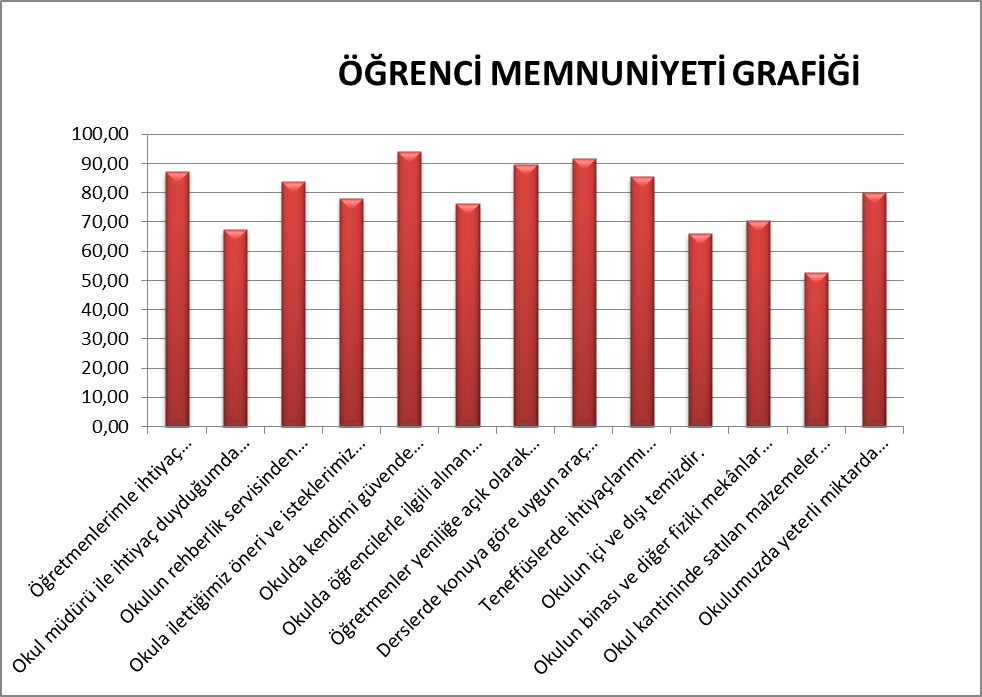 ÖĞRENCİ MEMNUNİYETİ GRAFİĞİ
100,00
90,00
80,00
70,00
60,00
50,00
40,00
30,00
20,00
10,00
0,00
Öğretmenlerimle ihtiyaç...
Okul müdürü ile ihtiyaç duyduğumda...
Okulun rehberlik servisinden...
Okula ilettiğimiz öneri ve isteklerimiz...
Okulda kendimi güvende...
Okulda öğrencilerle ilgili alınan...
Öğretmenler yeniliğe açık olarak...
Derslerde konuya göre uygun araç...
Teneffüslerde ihtiyaçlarımı...
Okulun içi ve dışı temizdir.
Okulun binası ve diğer fiziki mekânlar...
Okul kantininde satılan malzemeler...
Okulumuzda yeterli miktarda...